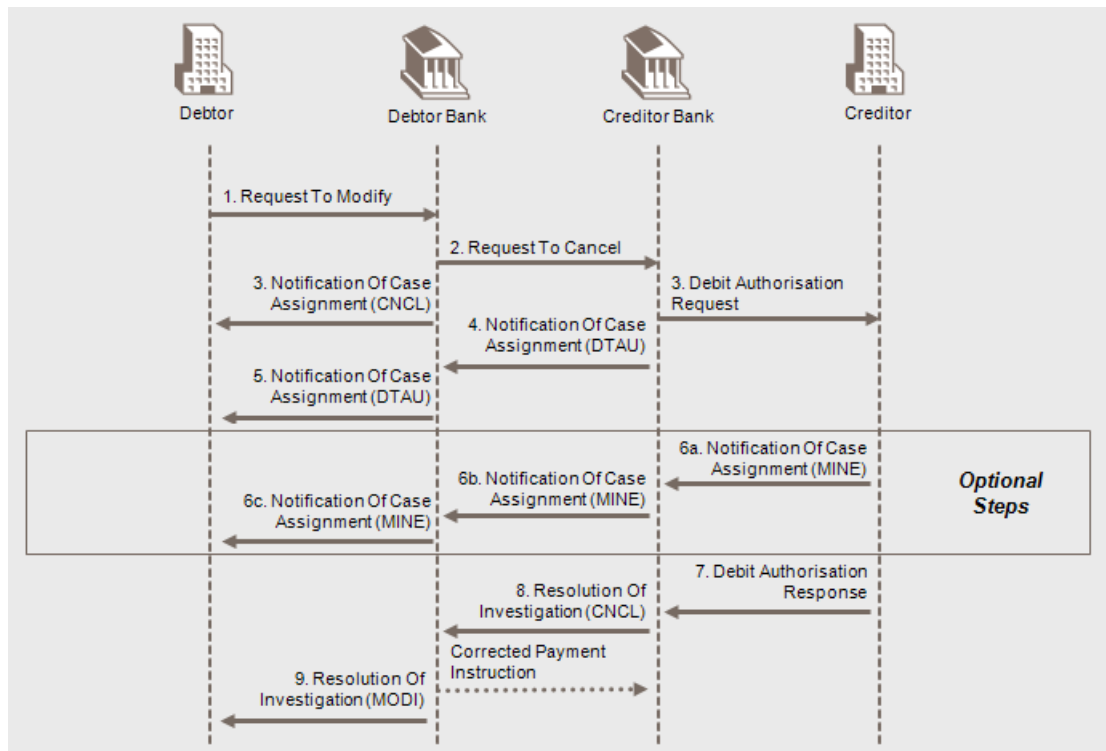 Debtor
Debtor Bank
Creditor Bank
Creditor
1. Request To Modify
2. Request To Cancel
3. Notification Of Case
Assignment (CNCL)
3. Debit Authorisation
Request
4. Notification Of Case
Assignment (DTAU)
5. Notification Of Case
Assignment (DTAU)
6a. Notification Of Case
Assignment (MINE)
6b. Notification Of Case
Assignment (MINE)
6c. Notification Of Case
Assignment (MINE)
Optional
Steps
7. Debit Authorisation
Response
8. Resolution Of
Investigation (CNCL)
Corrected Payment
Instruction
9. Resolution Of
Investigation (MODI)